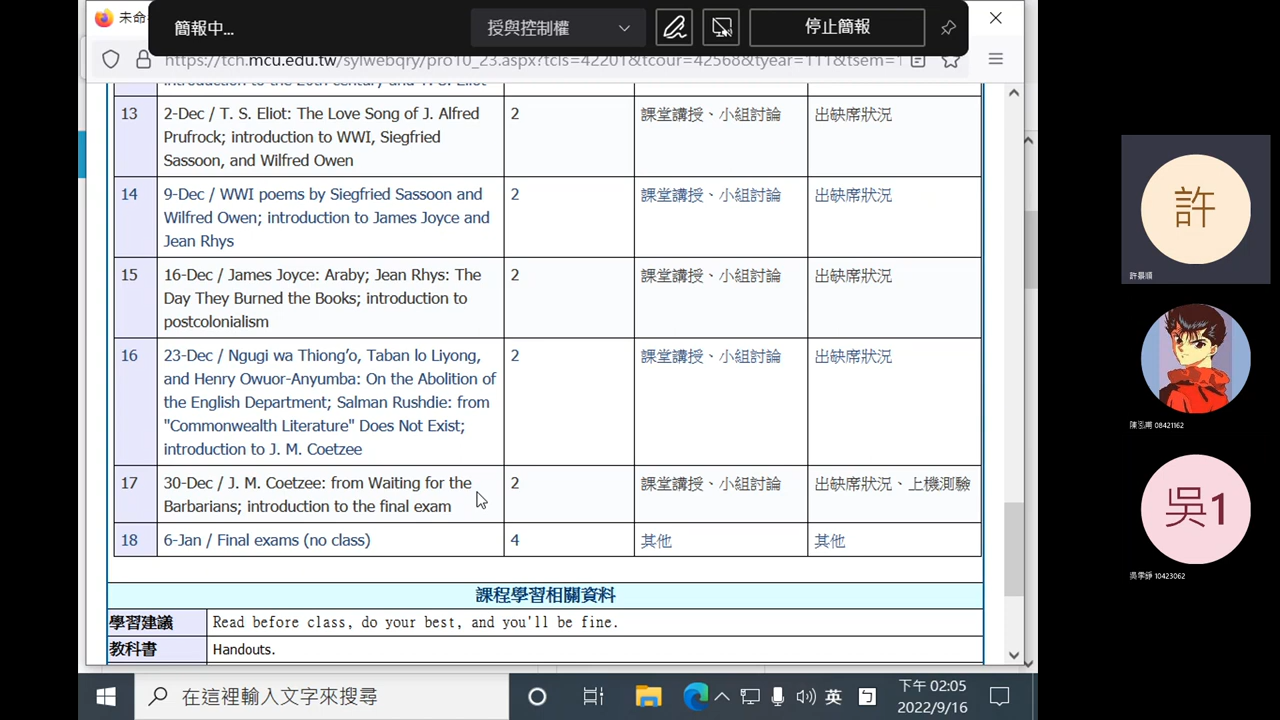 未命
簡報中...
授與控制權
停止簡報
https://tch.mcu.edu.tw/sylwebqry/pro10_23.aspx?tcls=42201&tcour=42568&tyear=111&tsem=1
introduction to the 20th century and T. S. Eliot
13
2-Dec / T. S. Eliot: The Love Song of J. Alfred
Prufrock; introduction to WWI, Siegfried
Sassoon, and Wilfred Owen
2
課堂講授、小組討論
出缺席狀況
14
9-Dec / WWI poems by Siegfried Sassoon and
Wilfred Owen; introduction to James Joyce and
Jean Rhys
2
課堂講授、小組討論
出缺席狀況
15
16-Dec / James Joyce: Araby; Jean Rhys: The
Day They Burned the Books; introduction to
postcolonialism
2
課堂講授、小組討論
出缺席狀況
16
23-Dec / Ngugi wa Thiong’o, Taban lo Liyong,
and Henry Owuor-Anyumba: On the Abolition of
the English Department; Salman Rushdie: from
"Commonwealth Literature" Does Not Exist;
introduction to J. M. Coetzee
2
課堂講授、小組討論
出缺席狀況
17
30-Dec / J. M. Coetzee: from Waiting for the
Barbarians; introduction to the final exam
2
課堂講授、小組討論
出缺席狀況、上機測驗
18
6-Jan / Final exams (no class)
4
其他
其他
課程學習相關資料
學習建議
Read before class, do your best, and you'll be fine.
教科書
Handouts.
在這裡輸入文字來搜尋
英
下午 02:05
2022/9/16
許
吳1
08421162
10423062